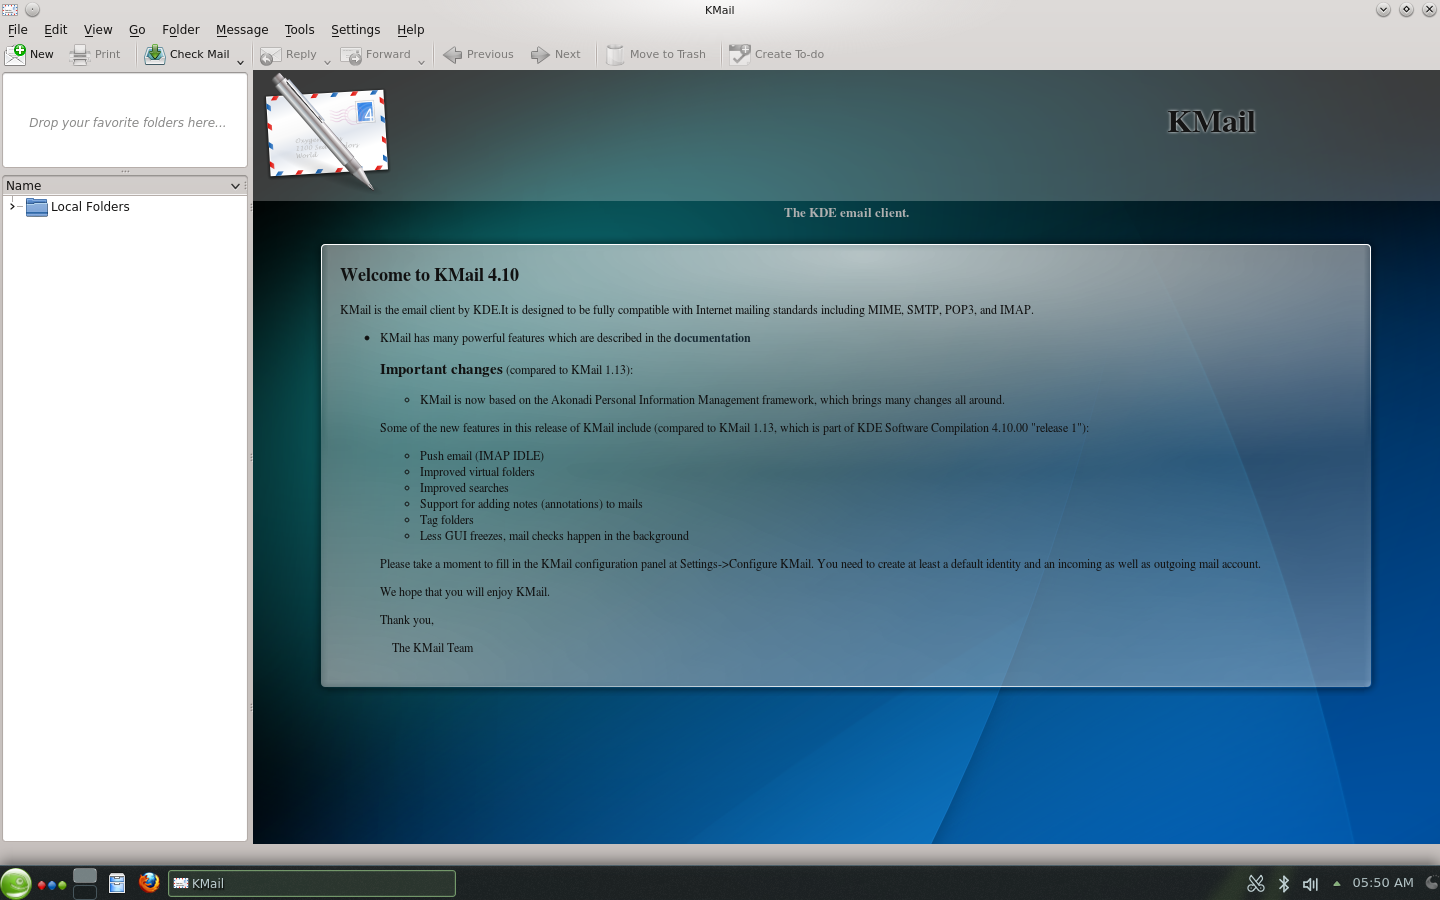 KMail
File Edit View Go Folder Message Tools Settings Help
New Print Check Mail Reply Forward Previous Next Move to Trash Create To-do
Drop your favorite folders here...
Name
Local Folders
KMail
The KDE email client.
Welcome to KMail 4.10
KMail is the email client by KDE.It is designed to be fully compatible with Internet mailing standards including MIME, SMTP, POP3, and IMAP.
KMail has many powerful features which are described in the documentation
Important changes (compared to KMail 1.13):
KMail is now based on the Akonadi Personal Information Management framework, which brings many changes all around.
Some of the new features in this release of KMail include (compared to KMail 1.13, which is part of KDE Software Compilation 4.10.00 "release 1"):
Push email (IMAP IDLE)
Improved virtual folders
Improved searches
Support for adding notes (annotations) to mails
Tag folders
Less GUI freezes, mail checks happen in the background
Please take a moment to fill in the KMail configuration panel at Settings->Configure KMail. You need to create at least a default identity and an incoming as well as outgoing mail account.
We hope that you will enjoy KMail.
Thank you,
The KMail Team
KMail
05:50 AM